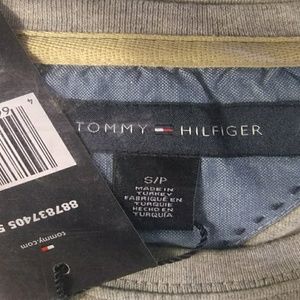 TOMMY HILFIGER
S/P
MADE IN
TURKEY
FABRIQUÉ EN
TURQUIE
HECHO EN
TURQUÍA
887837405
tommy.com